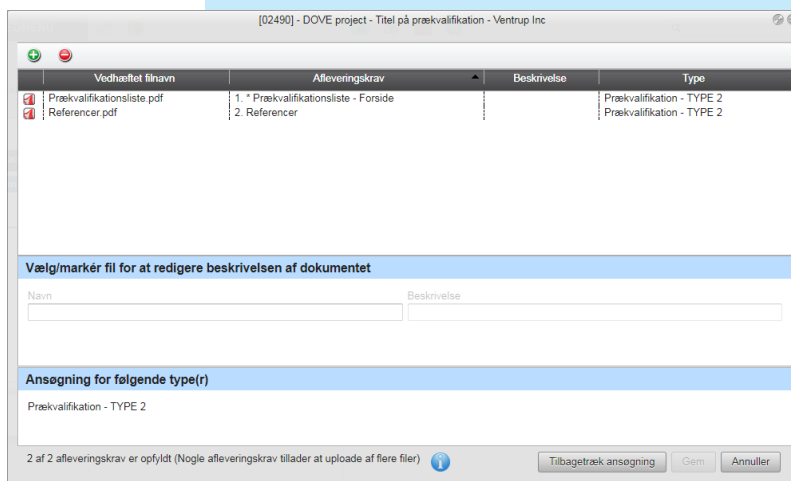 [02490] - DOVE project - Titel på prækvalifikation - Ventrup Inc
Vedhæftet filnavn Afleveringskrav Beskrivelse Type
Prækvalifikationsliste.pdf 1. * Prækvalifikationsliste - Forside Prækvalifikation - TYPE 2
Referencer.pdf 2. Referencer Prækvalifikation - TYPE 2
Vælg/markér fil for at redigere beskrivelsen af dokumentet
Navn Beskrivelse
Ansøgning for følgende type(r)
Prækvalifikation - TYPE 2
2 af 2 afleveringskrav er opfyldt (Nogle afleveringskrav tillader at uploade af flere filer) Tilbagetræk ansøgning Gem Annuller